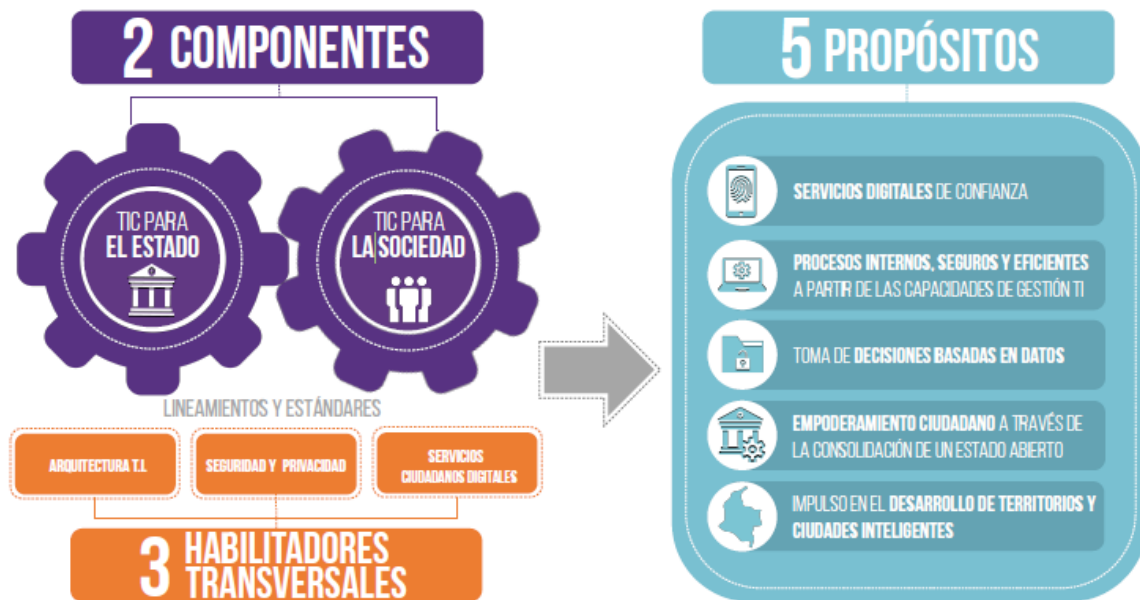 2 COMPONENTES
TIC PARA
EL ESTADO
TIC PARA
LA SOCIEDAD
LINEAMIENTOS Y ESTÁNDARES
ARQUITECTURA T.I.
SEGURIDAD Y PRIVACIDAD
SERVICIOS
CIUDADANOS DIGITALES
3 HABILITADORES
TRANSVERSALES
5 PROPÓSITOS
SERVICIOS DIGITALES DE CONFIANZA
PROCESOS INTERNOS, SEGUROS Y EFICIENTES
A PARTIR DE LAS CAPACIDADES DE GESTIÓN TI
TOMA DE DECISIONES BASADAS EN DATOS
EMPODERAMIENTO CIUDADANO A TRAVÉS DE
LA CONSOLIDACIÓN DE UN ESTADO ABIERTO
IMPULSO EN EL DESARROLLO DE TERRITORIOS Y
CIUDADES INTELIGENTES